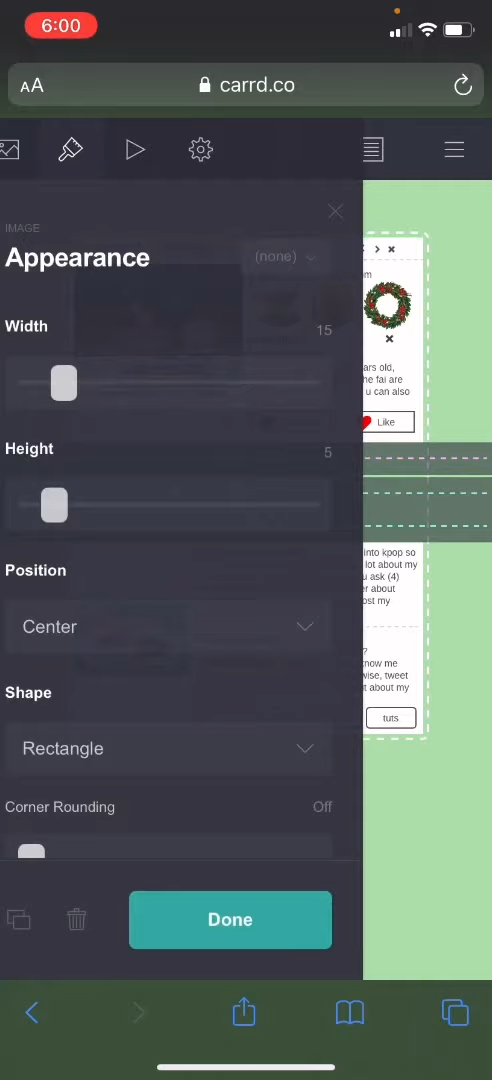 6:00
AA carrd.co
IMAGE
Appearance (none)
Width 15
Height 5
Position
Center
Shape
Rectangle
Corner Rounding Off
Done
ars old,
he fai are
u can also
Like
into kpop so
lot about my
u ask (4)
er about
ost my
?
know me
wise, tweet
t about my
tuts